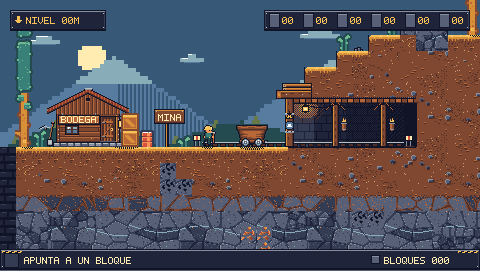 NIVEL 00M
00 00 00 00 00 00
BODEGA
MINA
APUNTA A UN BLOQUE
BLOQUES 000